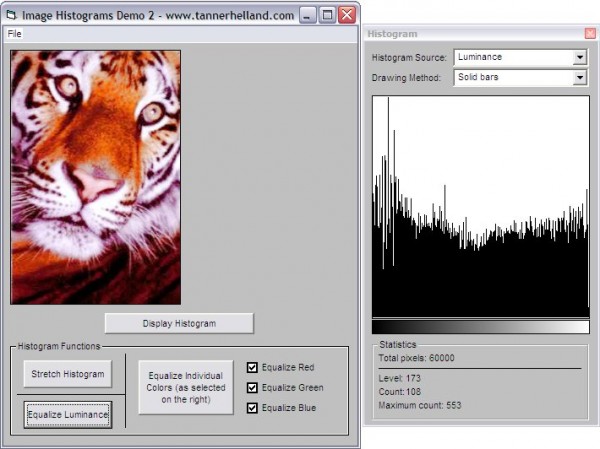 Image Histograms Demo 2 - www.tannerhelland.com
File
Display Histogram
Histogram Functions
Stretch Histogram
Equalize Luminance
Equalize Individual
Colors (as selected
on the right)
Equalize Red
Equalize Green
Equalize Blue
Histogram
Histogram Source: Luminance
Drawing Method: Solid bars
Statistics
Total pixels: 60000
Level: 173
Count: 108
Maximum count: 553